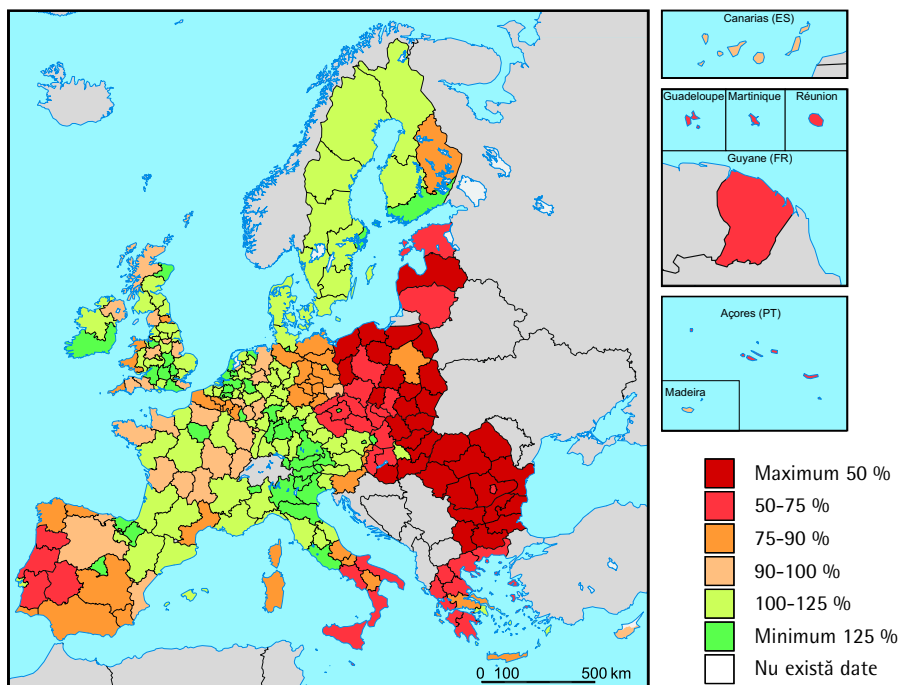 Canarias (ES)
Guadeloupe
Martinique
Réunion
Guyane (FR)
Açores (PT)
Madeira
Maximum 50 %
50-75 %
75-90 %
90-100 %
100-125 %
Minimum 125 %
Nu există date
0 100 500 km